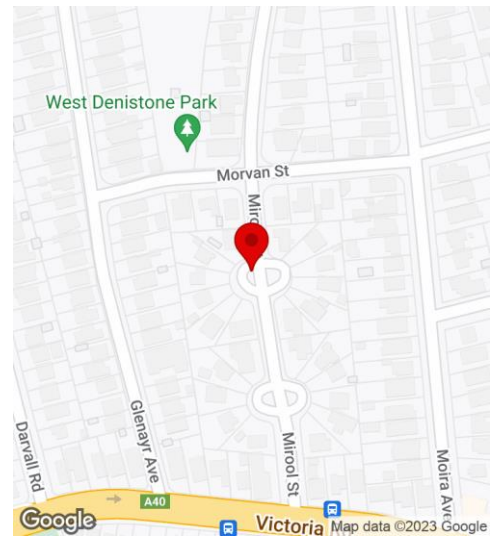 West Denistone Park
Morvan St
Miro
Glenayr Ave
Darvall Rd
Mirool St
Moira Ave
A40
Google
Victoria
Map data ©2023 Google